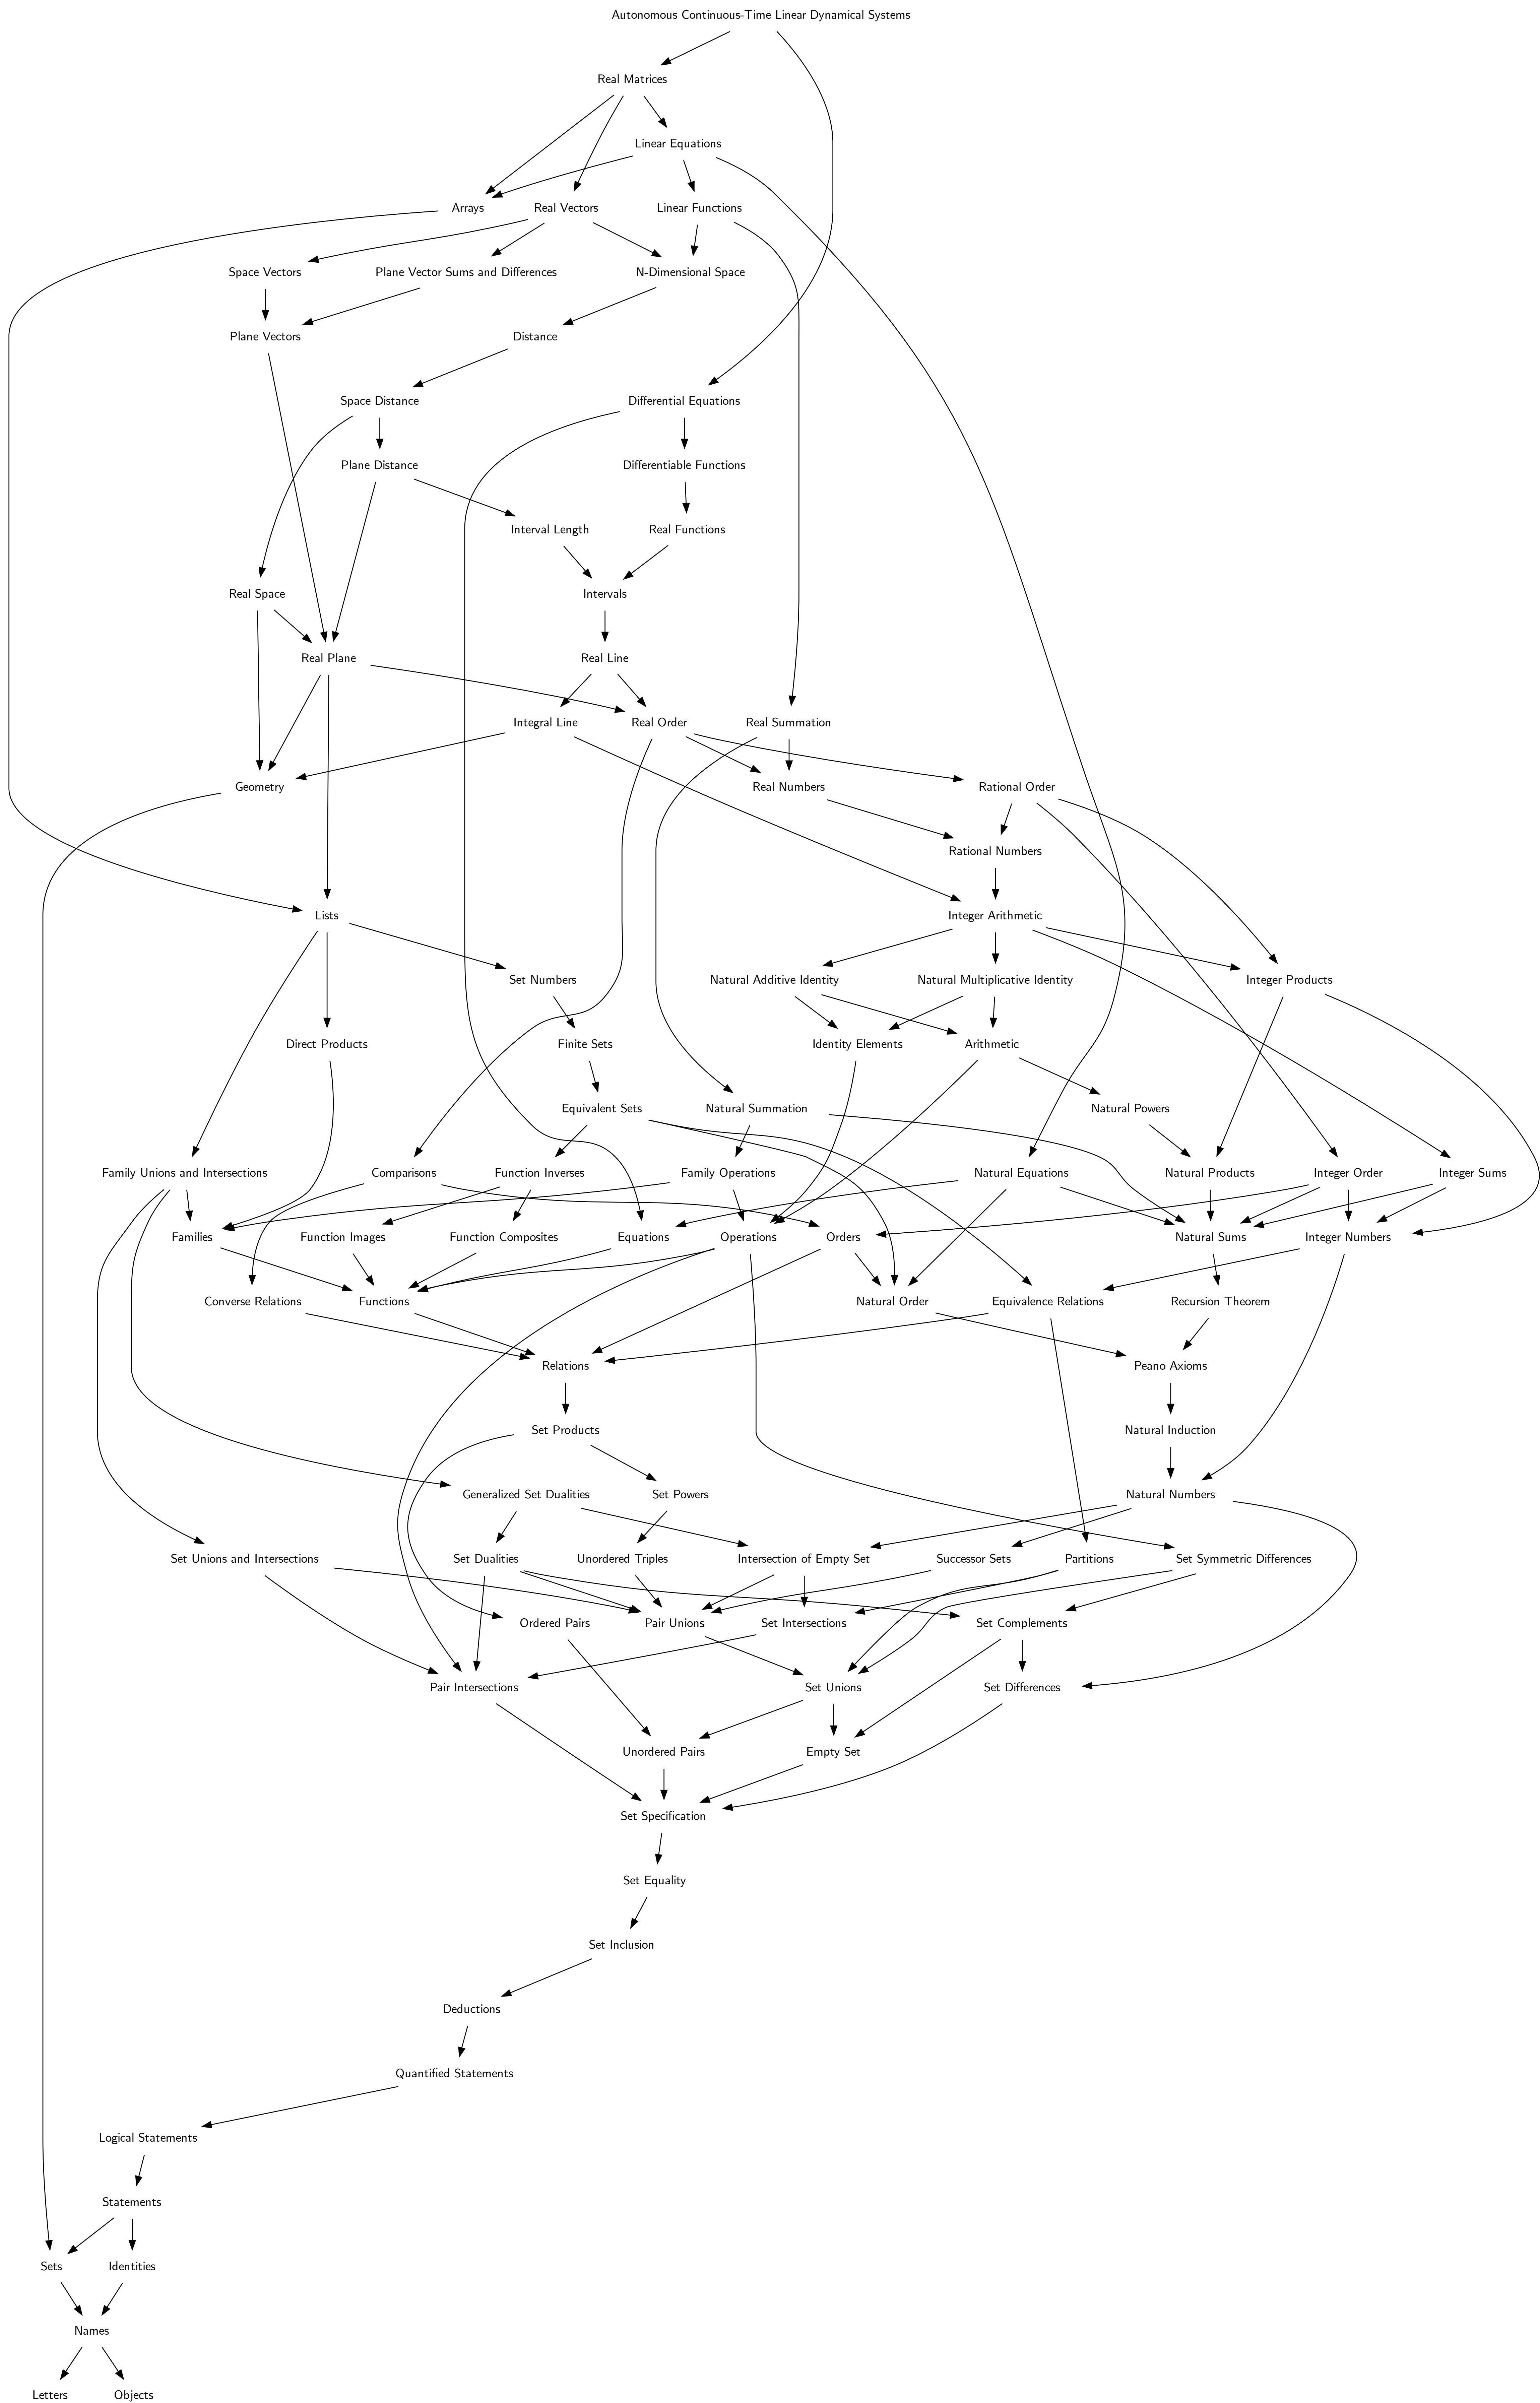 Autonomous Continuous-Time Linear Dynamical Systems
Real Matrices
Linear Equations
Arrays
Real Vectors
Linear Functions
Space Vectors
Plane Vector Sums and Differences
N-Dimensional Space
Plane Vectors
Distance
Space Distance
Differential Equations
Plane Distance
Differentiable Functions
Interval Length
Real Functions
Real Space
Intervals
Real Plane
Real Line
Integral Line
Real Order
Real Summation
Geometry
Real Numbers
Rational Order
Rational Numbers
Lists
Integer Arithmetic
Set Numbers
Natural Additive Identity
Natural Multiplicative Identity
Integer Products
Direct Products
Finite Sets
Identity Elements
Arithmetic
Equivalent Sets
Natural Summation
Natural Powers
Family Unions and Intersections
Comparisons
Function Inverses
Family Operations
Natural Equations
Natural Products
Integer Order
Integer Sums
Families
Function Images
Function Composites
Equations
Operations
Orders
Natural Sums
Integer Numbers
Converse Relations
Functions
Natural Order
Equivalence Relations
Recursion Theorem
Relations
Peano Axioms
Set Products
Natural Induction
Generalized Set Dualities
Set Powers
Natural Numbers
Set Unions and Intersections
Set Dualities
Unordered Triples
Intersection of Empty Set
Successor Sets
Partitions
Set Symmetric Differences
Ordered Pairs
Pair Unions
Set Intersections
Set Complements
Pair Intersections
Set Unions
Set Differences
Unordered Pairs
Empty Set
Set Specification
Set Equality
Set Inclusion
Deductions
Quantified Statements
Logical Statements
Statements
Sets
Identities
Names
Letters
Objects